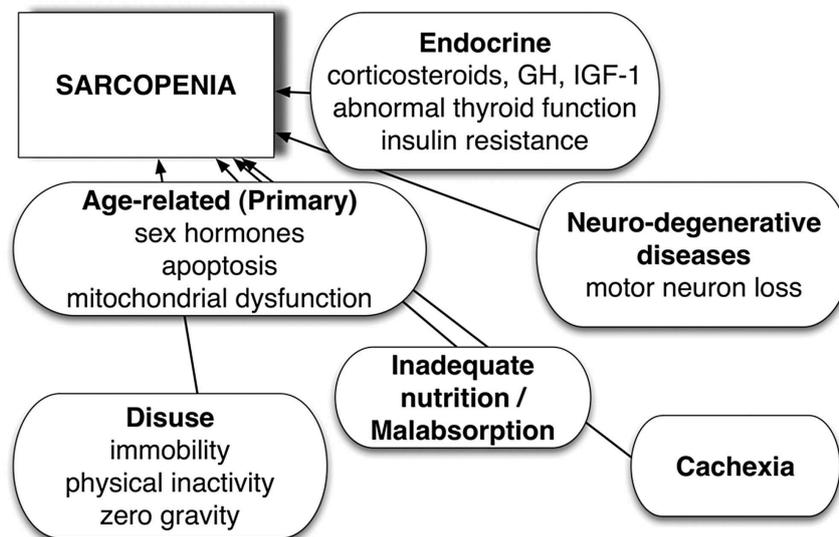 SARCOPENIA
Endocrine
corticosteroids, GH, IGF-1
abnormal thyroid function
insulin resistance
Age-related (Primary)
sex hormones
apoptosis
mitochondrial dysfunction
Neuro-degenerative
diseases
motor neuron loss
Inadequate
nutrition /
Malabsorption
Disuse
immobility
physical inactivity
zero gravity
Cachexia